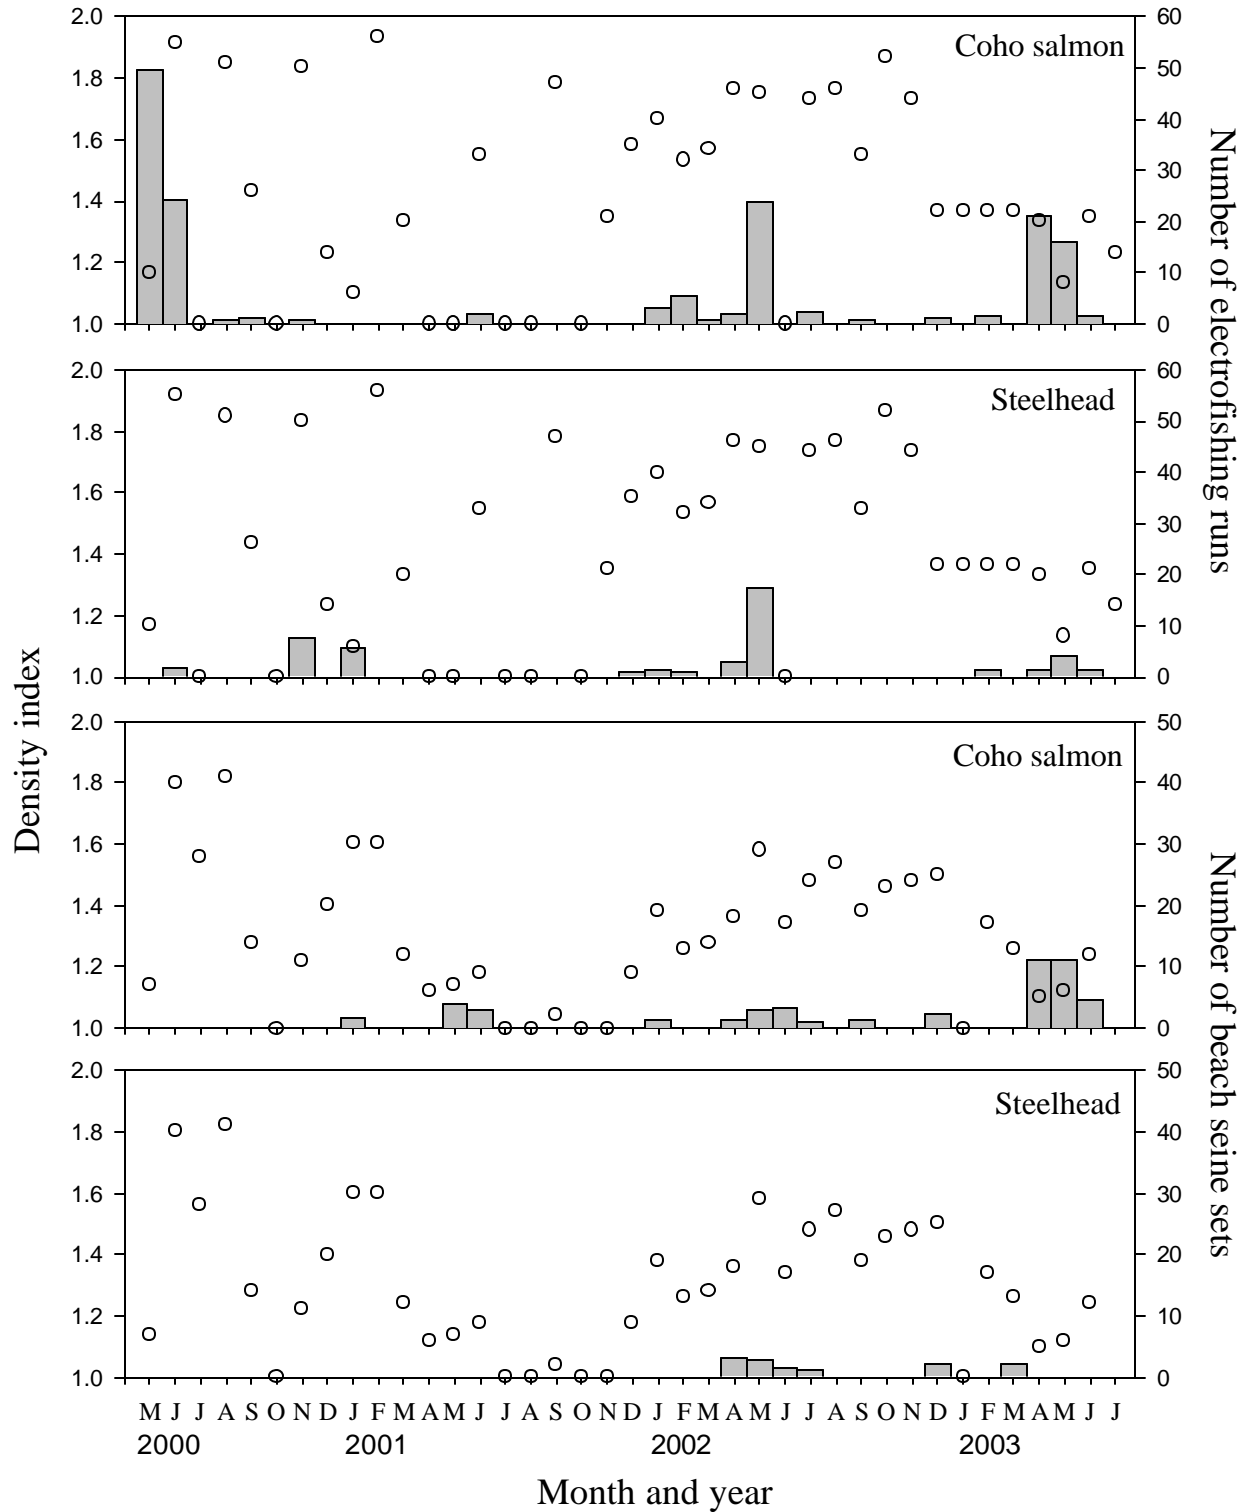 2.0 60
Coho salmon
1.8 50
1.6 40
30
1.4 20
1.2 10
1.0 0
Number of electrofishing runs
2.0 60
Steelhead
1.8 50
1.6 40
30
1.4 20
1.2 10
1.0 0
Density index
2.0 50
Coho salmon
1.8 40
1.6 30
1.4 20
1.2 10
1.0 0
Number of beach seine sets
2.0 50
Steelhead
1.8 40
1.6 30
1.4 20
1.2 10
1.0 0
M J J A S O N D J F M A M J J A S O N D J F M A M J J A S O N D J F M A M J J
2000 2001 2002 2003
Month and year